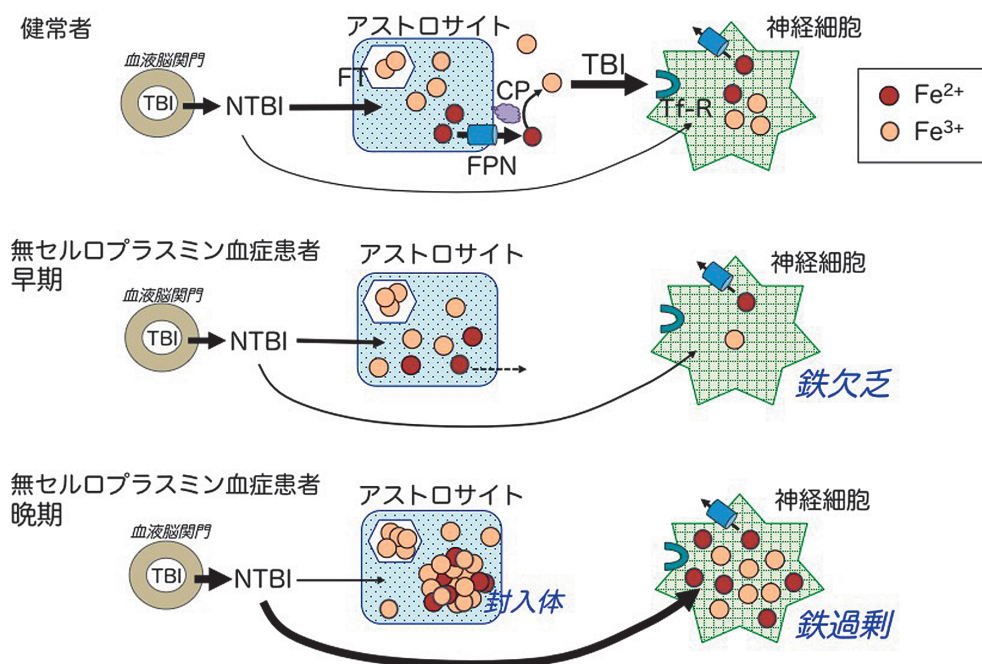 健常者
アストロサイト
神経細胞
血液脳関門
TBI
NTBI
FT
CP
FPN
TBI
Tf-R
Fe2+
Fe3+
無セルロプラスミン血症患者
早期
アストロサイト
神経細胞
血液脳関門
TBI
NTBI
鉄欠乏
無セルロプラスミン血症患者
晩期
アストロサイト
神経細胞
血液脳関門
TBI
NTBI
封入体
鉄過剰